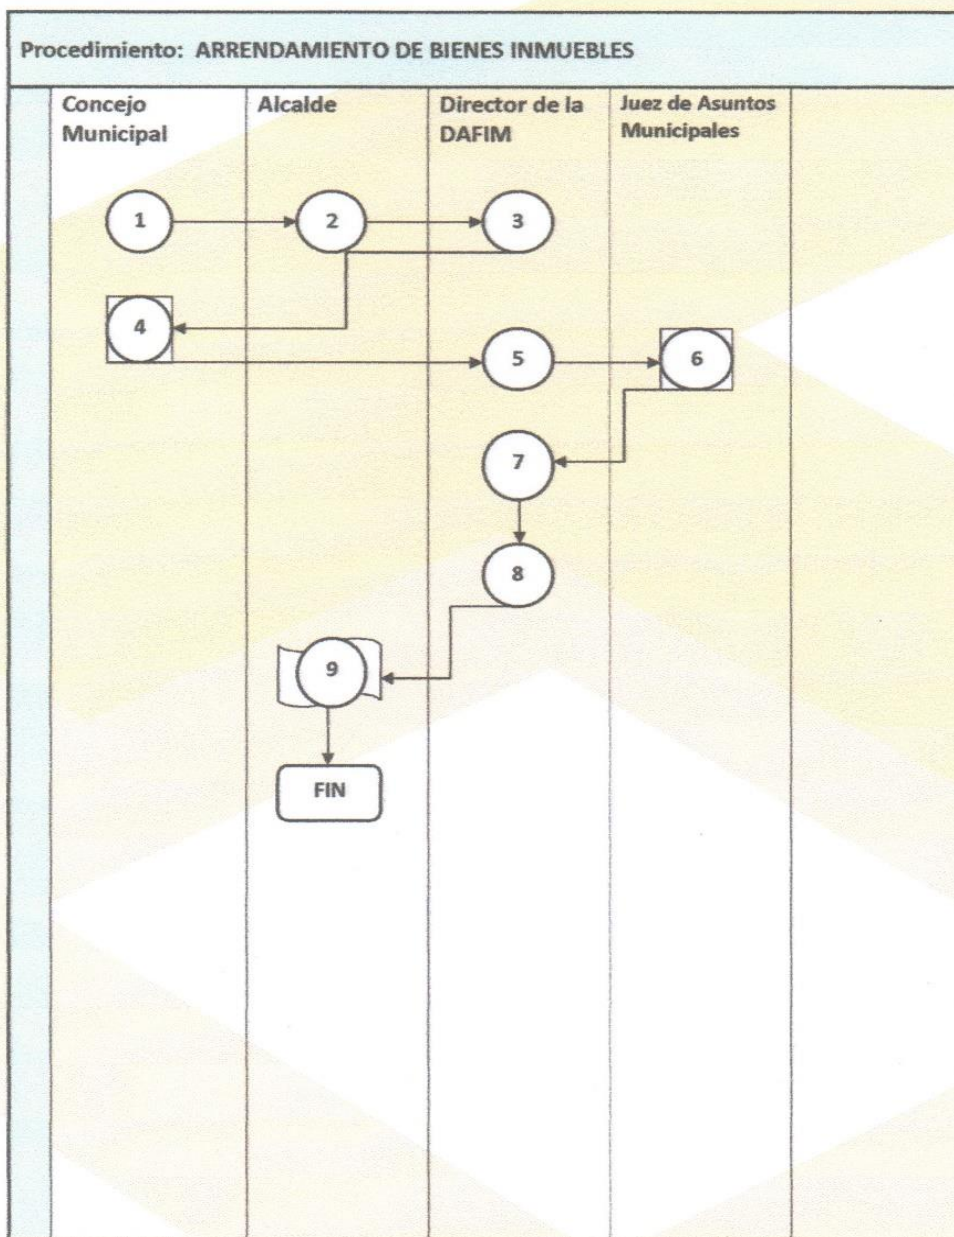 Procedimiento: ARRENDAMIENTO DE BIENES INMUEBLES
Concejo
Municipal
Alcalde
Director de la
DAFIM
Juez de Asuntos
Municipales
1
2
3
4
5
6
7
8
9
FIN